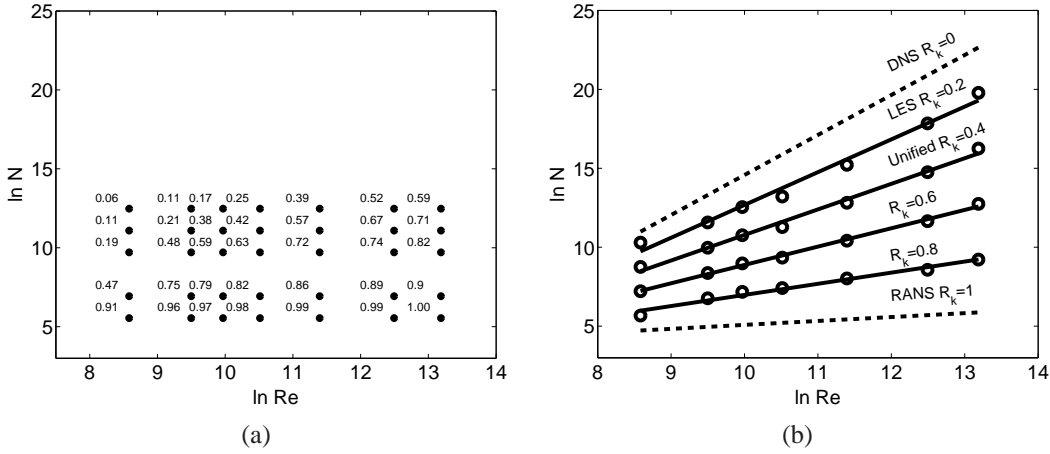 25
20
15
10
5
ln N
0.06 0.11 0.17 0.25 0.39 0.52 0.59
0.11 0.21 0.38 0.42 0.57 0.67 0.71
0.19 0.48 0.59 0.63 0.72 0.74 0.82
0.47 0.75 0.79 0.82 0.86 0.89 0.9
0.91 0.96 0.97 0.98 0.99 0.99 1.00
8 9 10 11 12 13 14
ln Re
(a)
25
20
15
10
5
ln N
DNS R_k=0
LES R_k=0.2
Unified R_k=0.4
R_k=0.6
R_k=0.8
RANS R_k=1
8 9 10 11 12 13 14
ln Re
(b)